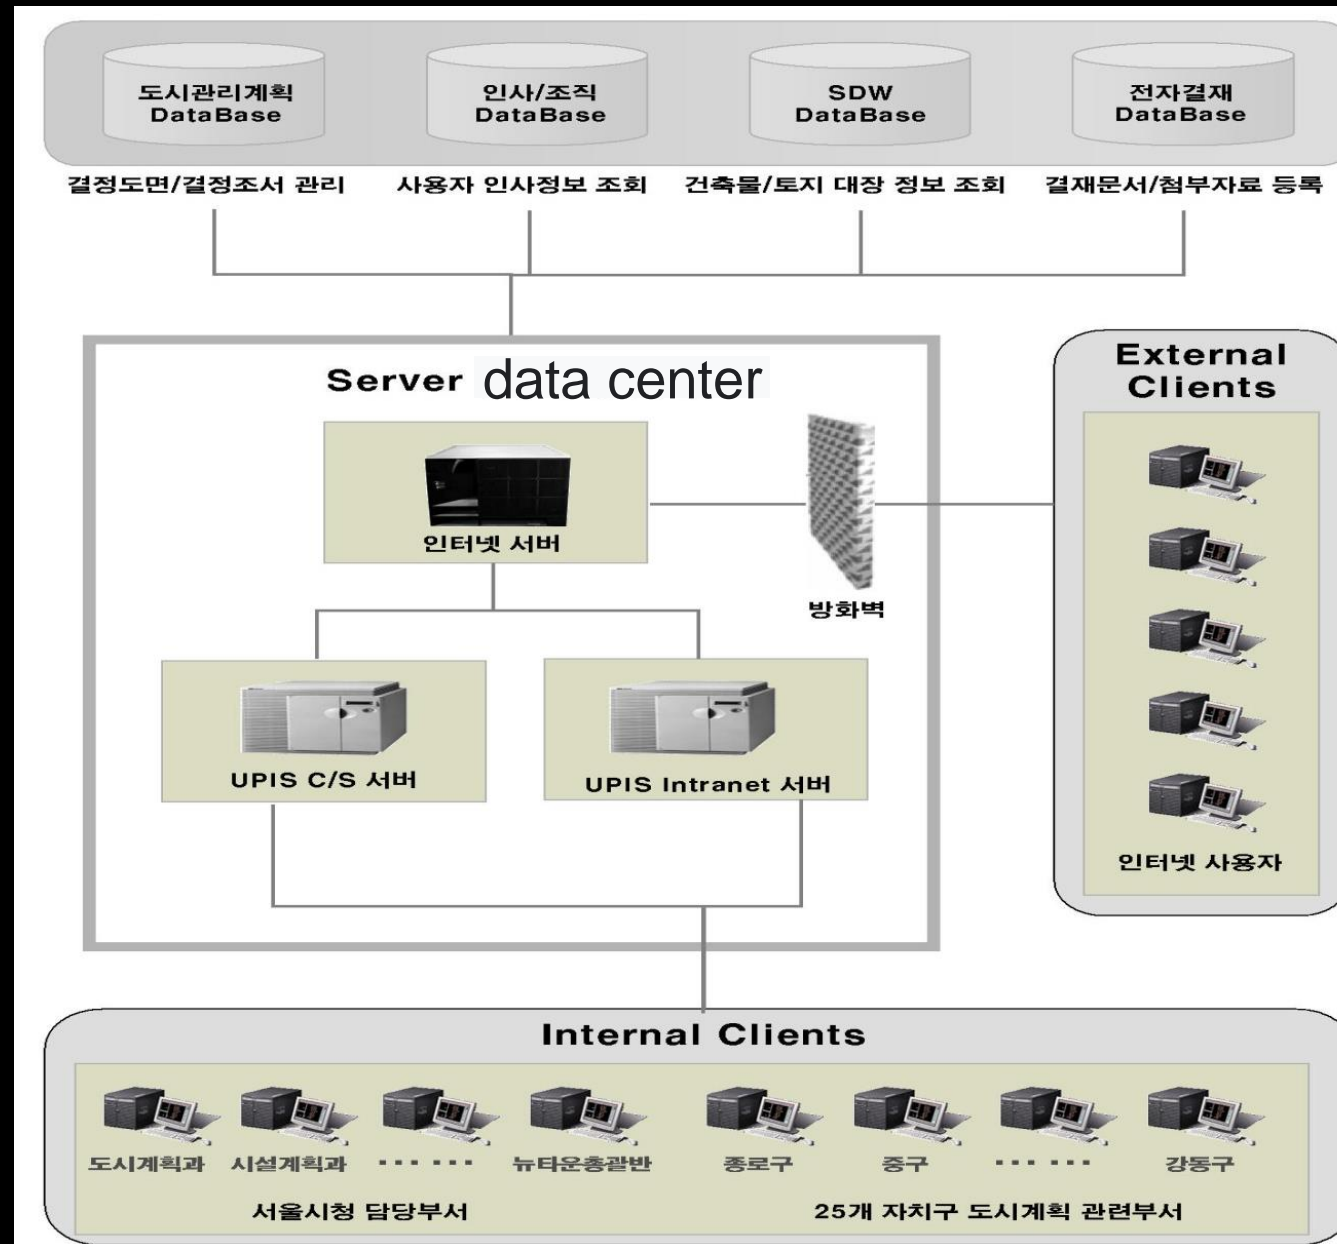 도시관리계획
DataBase
인사/조직
DataBase
SDW
DataBase
전자결재
DataBase
결정도면/결정조서 관리
사용자 인사정보 조회
건축물/토지 대장 정보 조회
결재문서/첨부자료 등록
Server data center
인터넷 서버
방화벽
UPIS C/S 서버
UPIS Intranet 서버
External
Clients
인터넷 사용자
Internal Clients
도시계획과
시설계획과
뉴타운총괄반
종로구
중구
강동구
서울시청 담당부서
25개 자치구 도시계획 관련부서